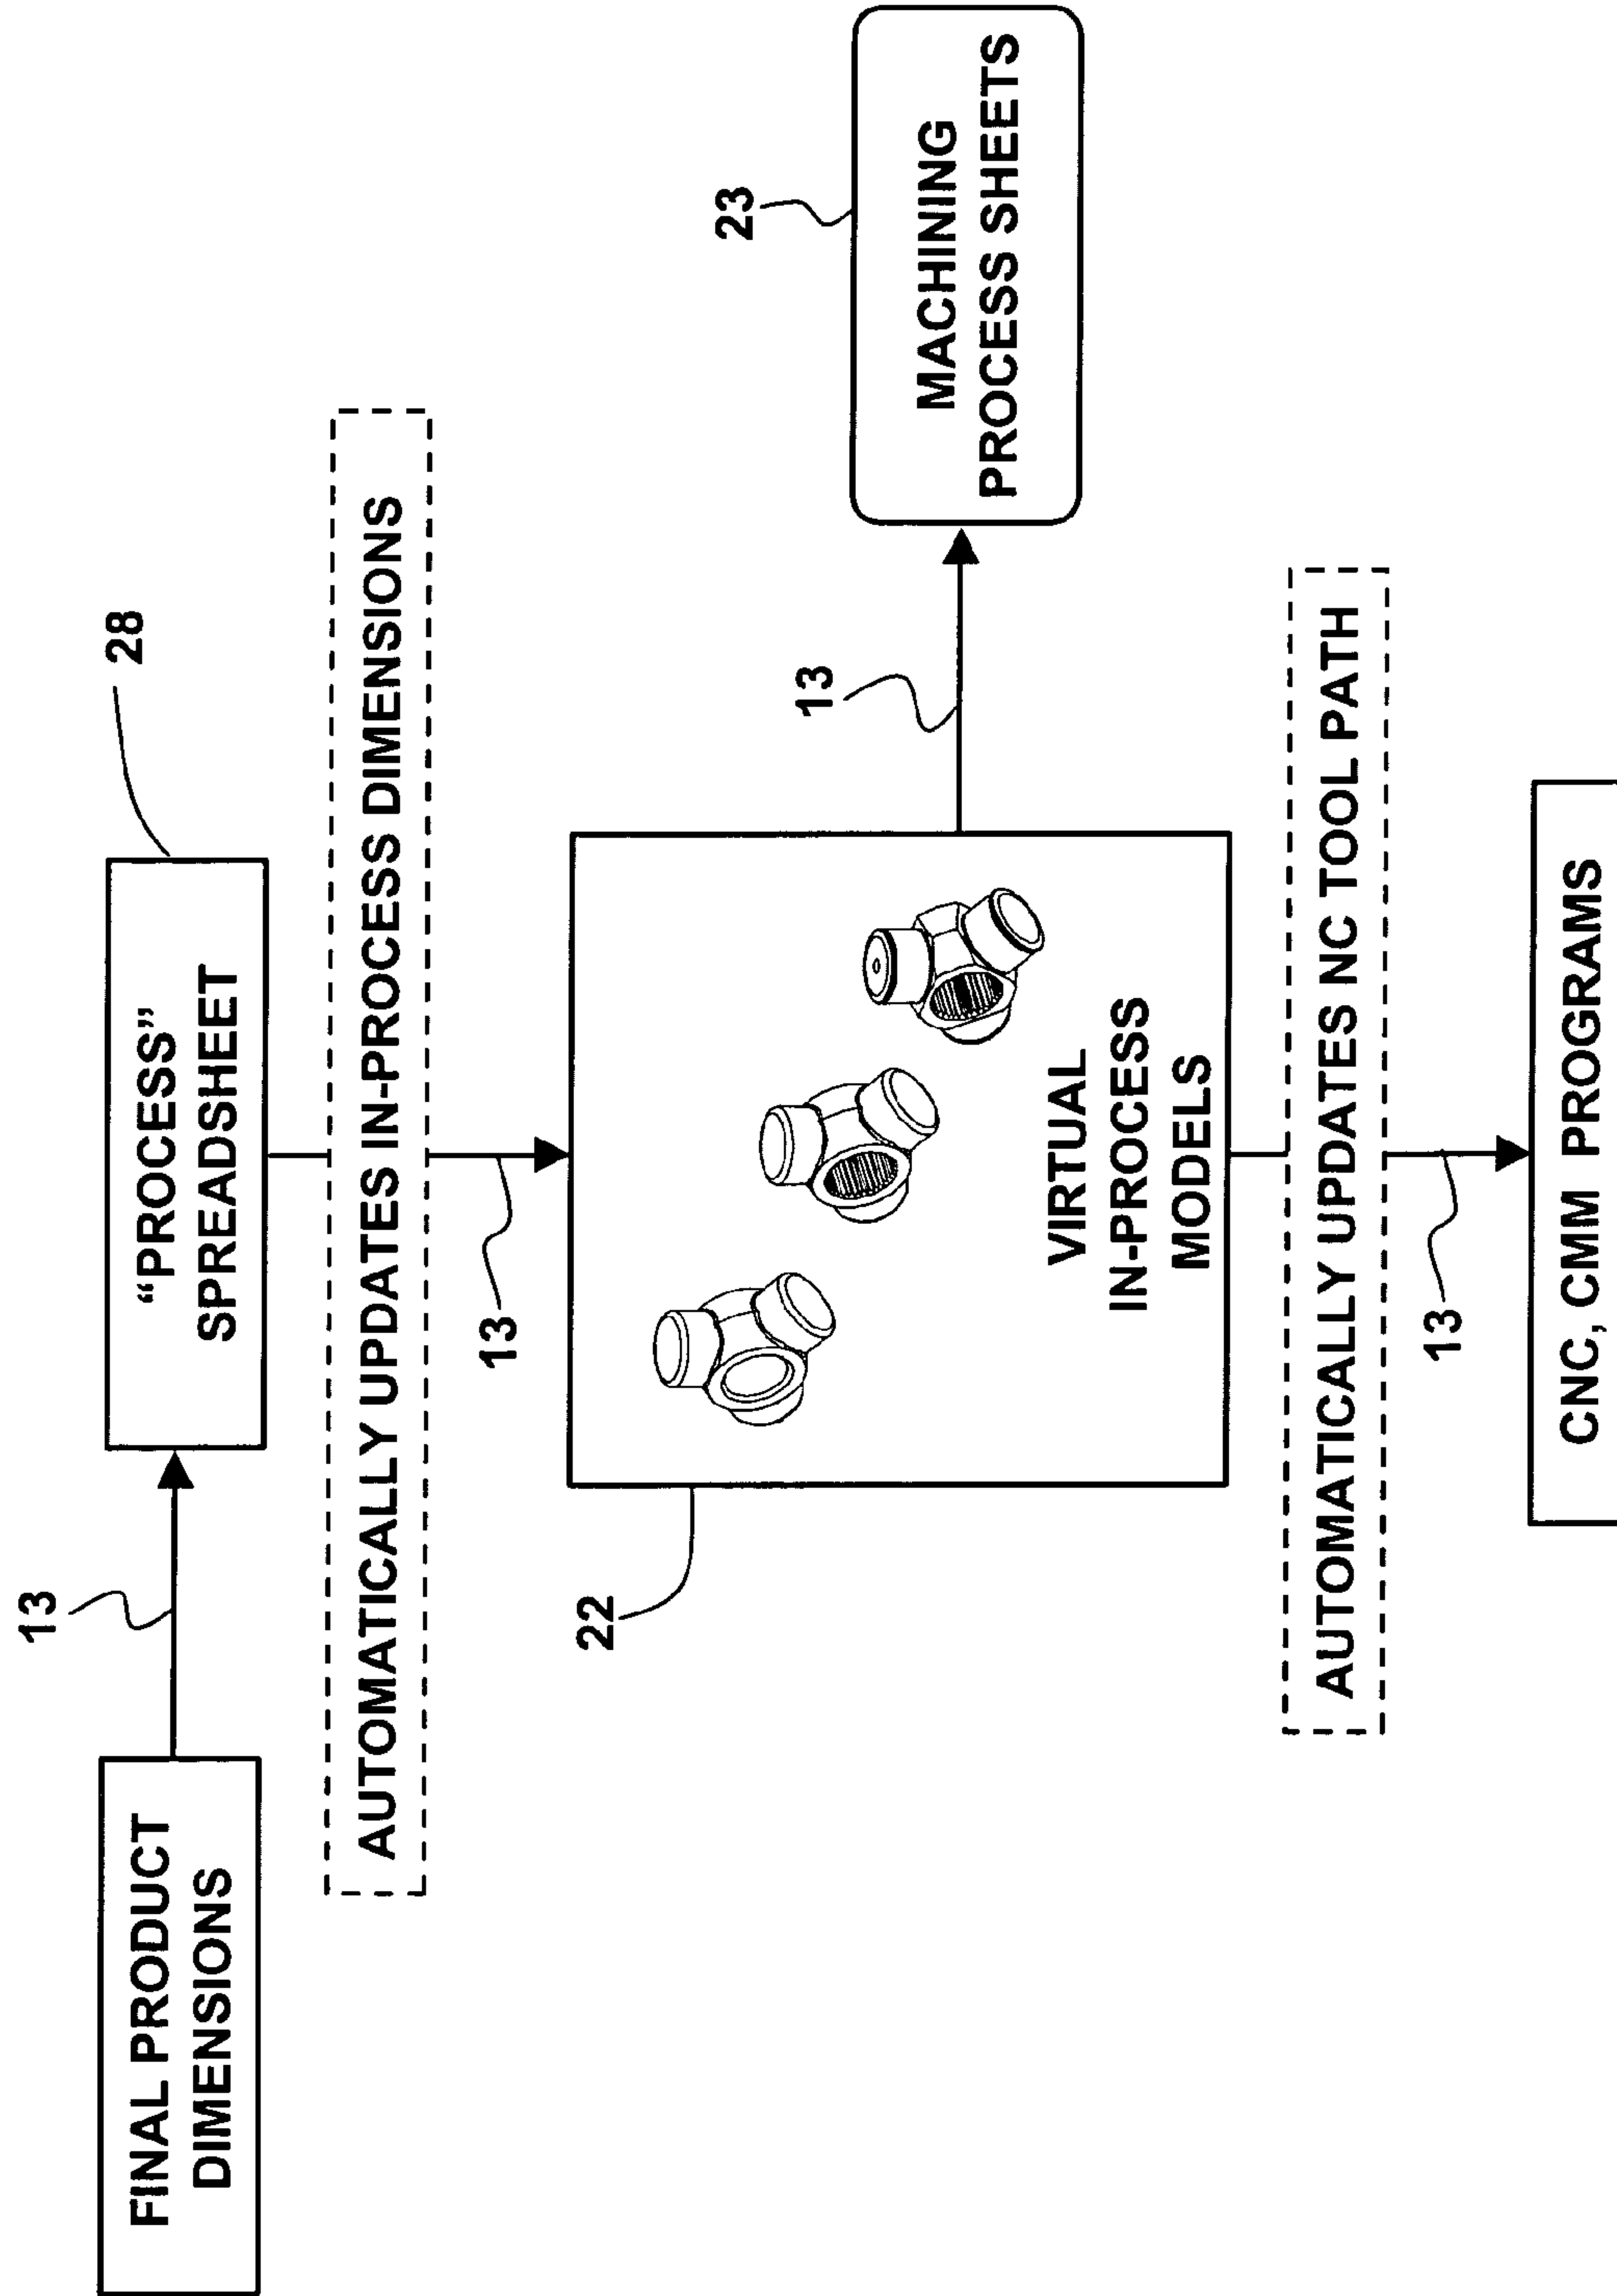 13
28
FINAL PRODUCT
DIMENSIONS
“PROCESS”
SPREADSHEET
AUTOMATICALLY UPDATES IN-PROCESS DIMENSIONS
13
22
VIRTUAL
IN-PROCESS
MODELS
13
23
MACHINING
PROCESS SHEETS
AUTOMATICALLY UPDATES NC TOOL PATH
13
CNC, CMM PROGRAMS